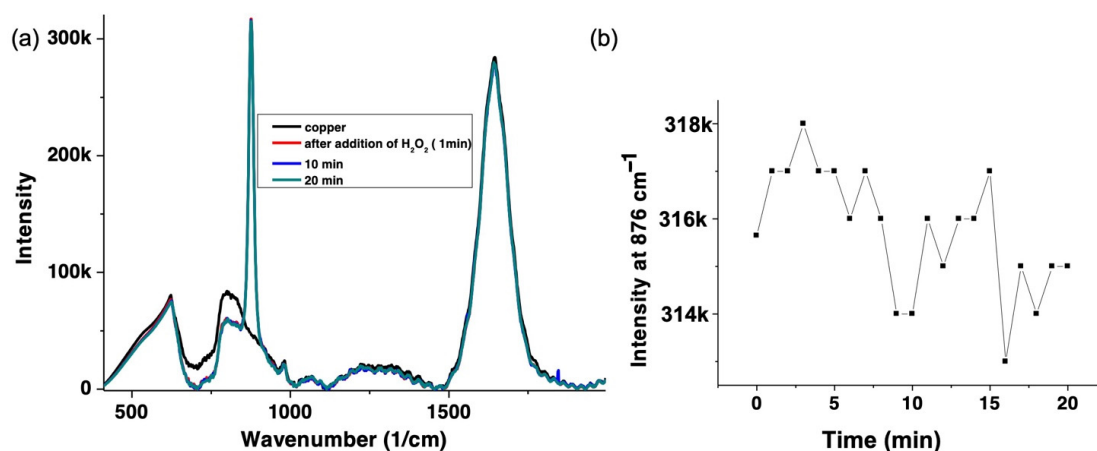 (a)
300k
200k
100k
0
Intensity
500
1000
1500
Wavenumber (1/cm)
copper
after addition of H₂O₂ ( 1min)
10 min
20 min
(b)
318k
316k
314k
Intensity at 876 cm⁻¹
0
5
10
15
20
Time (min)